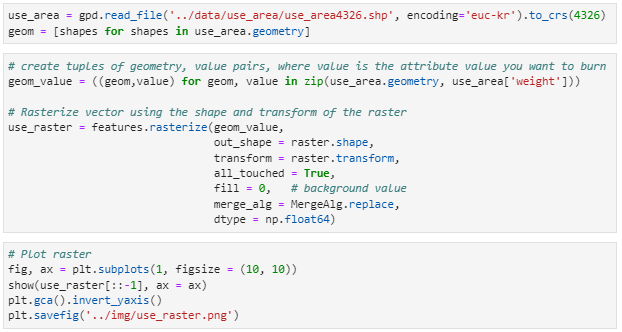 use_area = gpd.read_file('../data/use_area/use_area4326.shp', encoding='euc-kr').to_crs(4326)
geom = [shapes for shapes in use_area.geometry]
# create tuples of geometry, value pairs, where value is the attribute value you want to burn
geom_value = ((geom,value) for geom, value in zip(use_area.geometry, use_area['weight']))
# Rasterize vector using the shape and transform of the raster
use_raster = features.rasterize(geom_value,
out_shape = raster.shape,
transform = raster.transform,
all_touched = True,
fill = 0,   # background value
merge_alg = MergeAlg.replace,
dtype = np.float64)
# Plot raster
fig, ax = plt.subplots(1, figsize = (10, 10))
show(use_raster[::-1], ax = ax)
plt.gca().invert_yaxis()
plt.savefig('../img/use_raster.png')